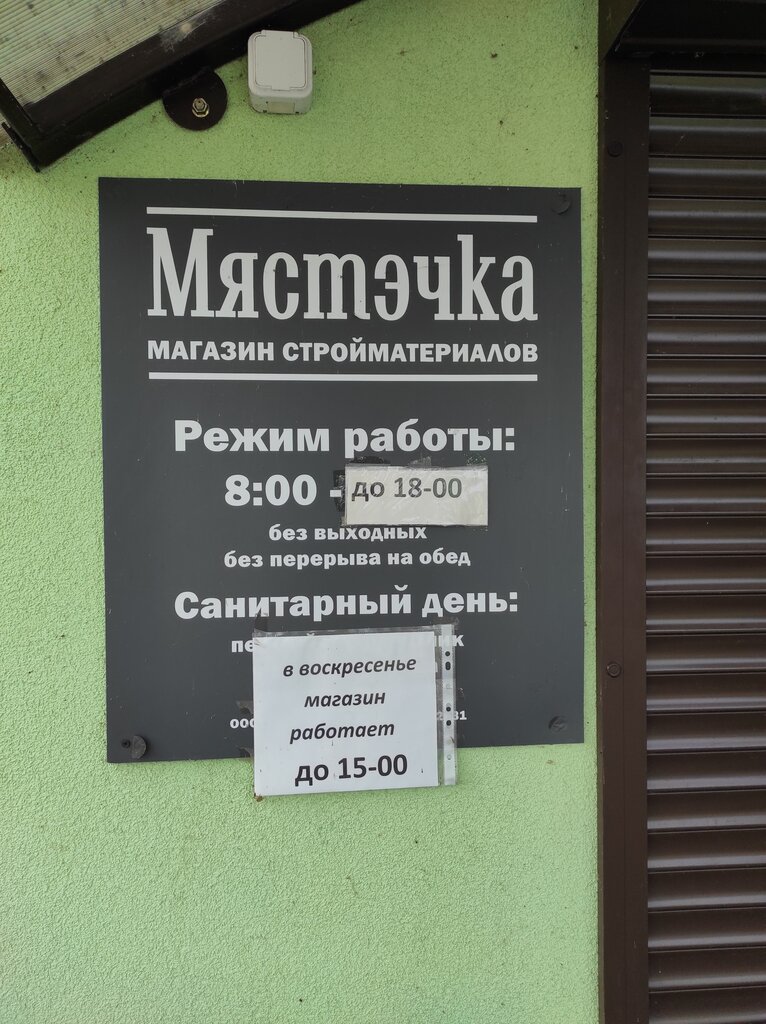 Мястэчка
МАГАЗИН СТРОЙМАТЕРИАЛОВ
Режим работы:
8:00 - до 18-00
без выходных
без перерыва на обед
Санитарный день:
в воскресенье
магазин
работает
до 15-00